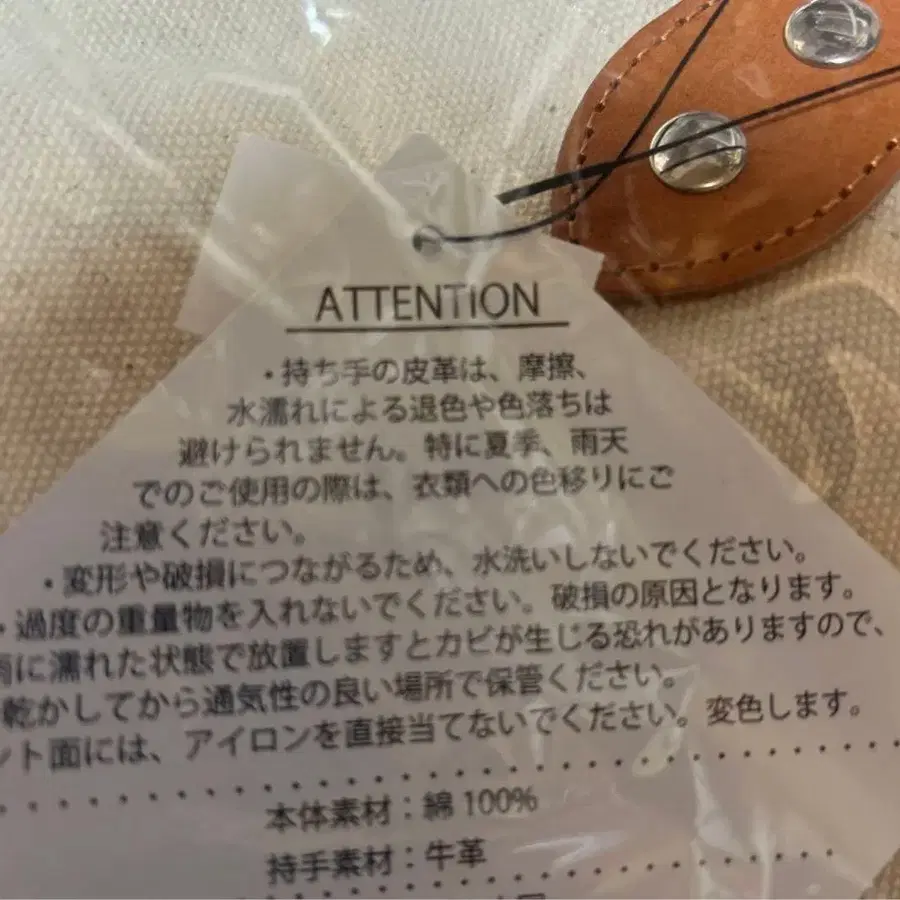 ATTENTION
・持ち手の皮革は、摩擦、
水濡れによる退色や色落ちは
避けられません。特に夏季、雨天
でのご使用の際は、衣類への色移りにご
注意ください。
・変形や破損につながるため、水洗いしないでください。
・過度の重量物を入れないでください。破損の原因となります。
雨に濡れた状態で放置しますとカビが生じる恐れがありますので、
乾かしてから通気性の良い場所で保管ください。
ント面には、アイロンを直接当てないでください。変色します。
本体素材：綿100%
持手素材：牛革